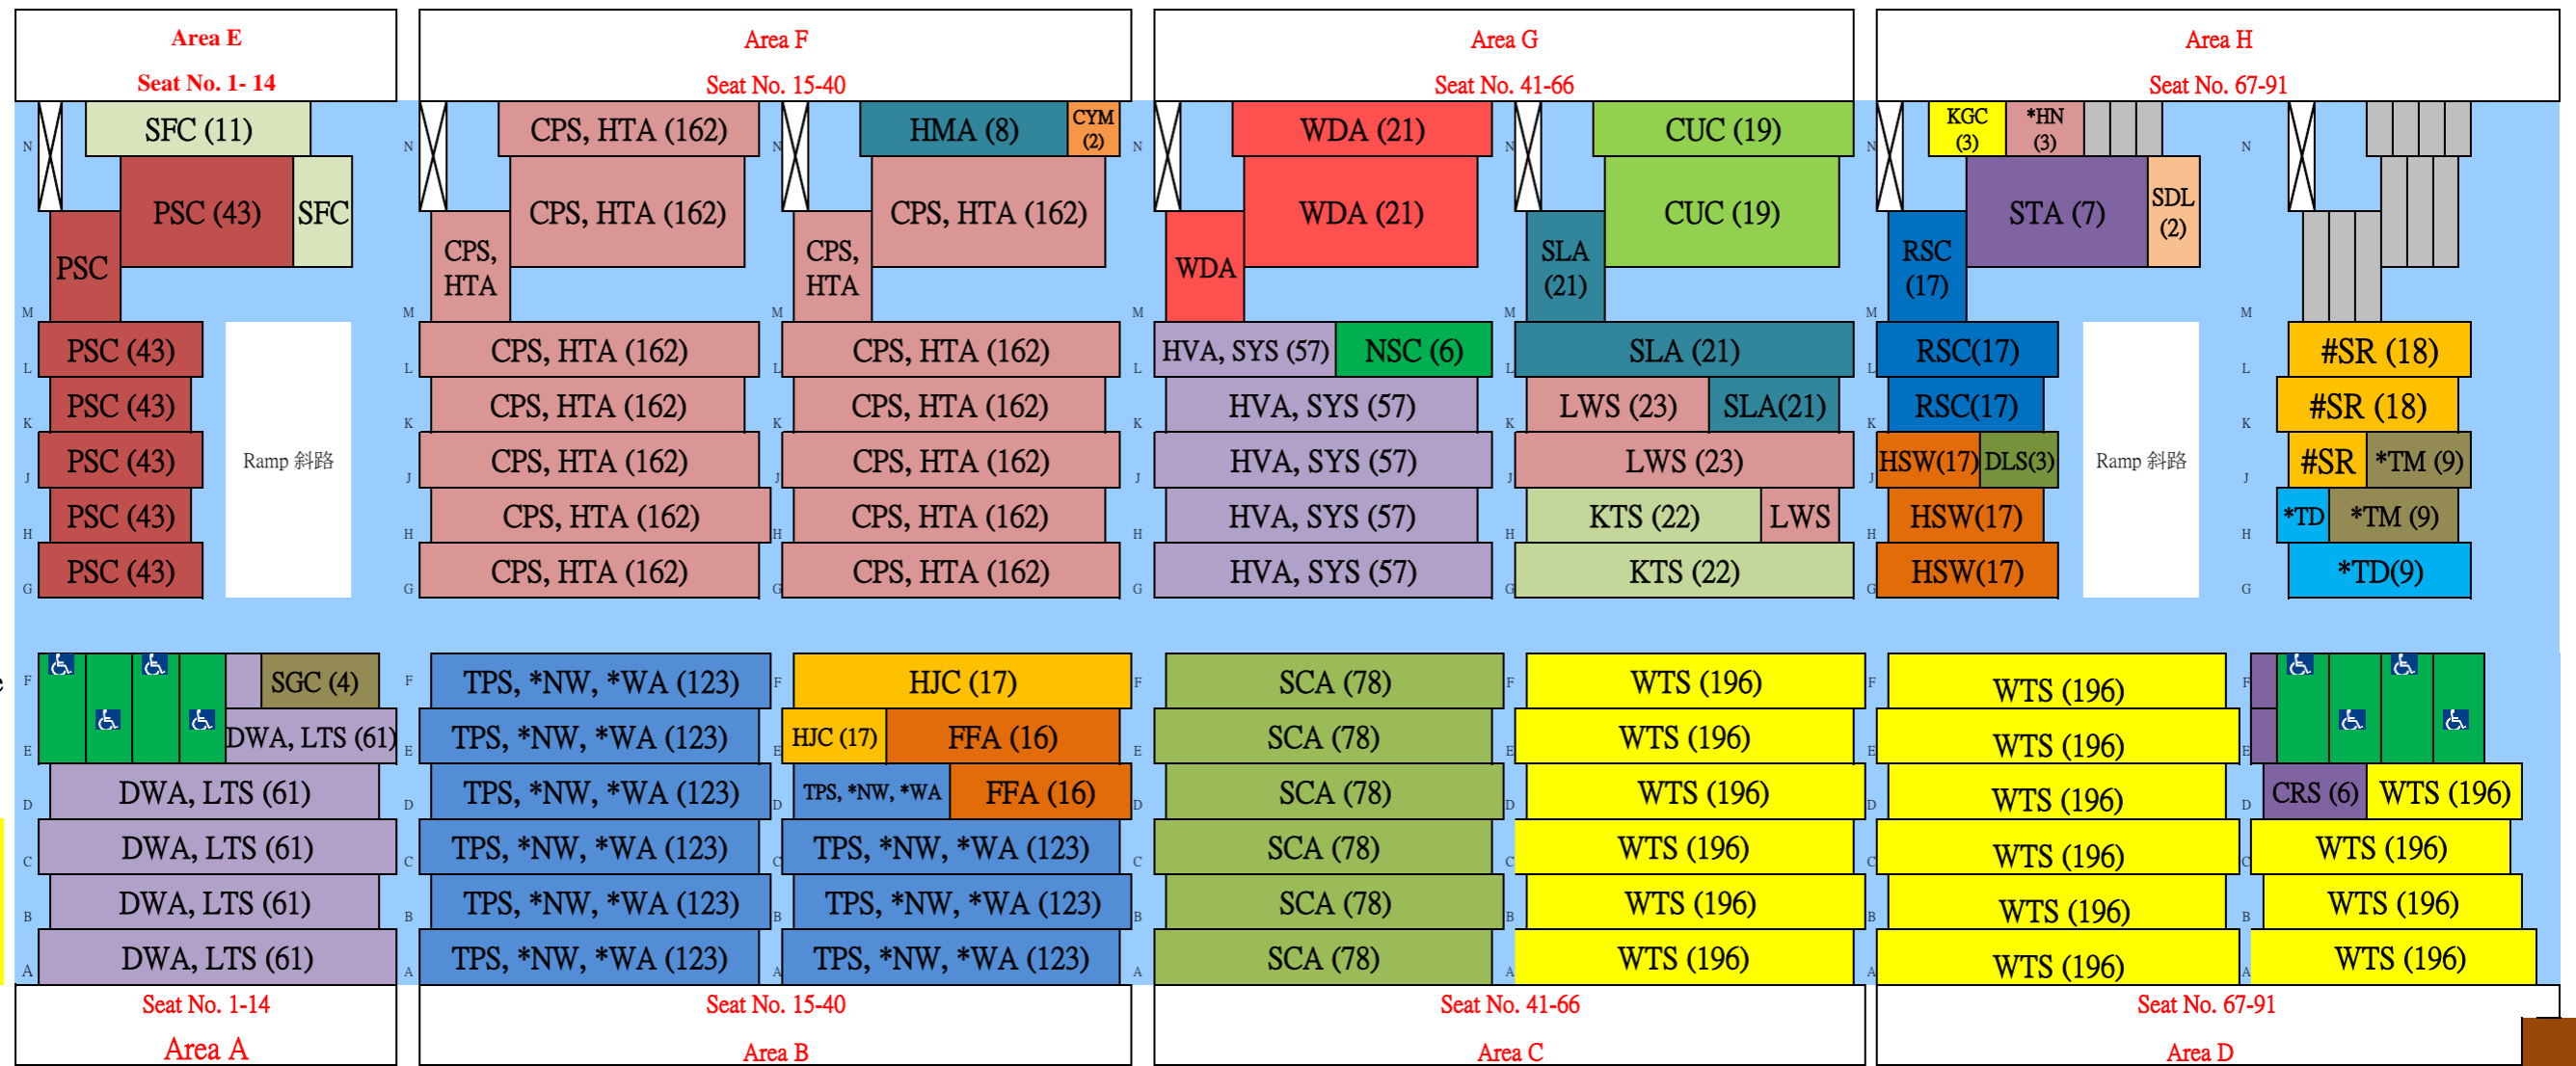 Area E
Seat No. 1- 14
Area F
Seat No. 15-40
Area G
Seat No. 41-66
Area H
Seat No. 67-91
N SFC (11) N CPS, HTA (162) N HMA (8) CYM (2) N WDA (21) N CUC (19) N KGC (3) *HN (3) N
PSC (43) SFC CPS, HTA (162) CPS, HTA (162) WDA (21) CUC (19) STA (7) SDL (2)
M PSC M CPS, HTA M CPS, HTA M WDA M SLA (21) M RSC (17) M
L PSC (43) L CPS, HTA (162) L CPS, HTA (162) L HVA, SYS (57) NSC (6) L SLA (21) L RSC(17) L #SR (18)
K PSC (43) K CPS, HTA (162) K CPS, HTA (162) K HVA, SYS (57) K LWS (23) SLA(21) K RSC(17) K #SR (18)
J PSC (43) Ramp 斜路 J CPS, HTA (162) J CPS, HTA (162) J HVA, SYS (57) J LWS (23) J HSW(17) DLS(3) Ramp 斜路 J #SR *TM (9)
H PSC (43) H CPS, HTA (162) H CPS, HTA (162) H HVA, SYS (57) H KTS (22) LWS H HSW(17) H *TD *TM (9)
G PSC (43) G CPS, HTA (162) G CPS, HTA (162) G HVA, SYS (57) G KTS (22) G HSW(17) G *TD(9)
F SGC (4) F TPS, *NW, *WA (123) F HJC (17) F SCA (78) F WTS (196) F WTS (196) F
E DWA, LTS (61) E TPS, *NW, *WA (123) E HJC (17) FFA (16) E SCA (78) E WTS (196) E WTS (196) E
D DWA, LTS (61) D TPS, *NW, *WA (123) D TPS, *NW, *WA FFA (16) D SCA (78) D WTS (196) D WTS (196) D CRS (6) WTS (196)
C DWA, LTS (61) C TPS, *NW, *WA (123) C TPS, *NW, *WA (123) C SCA (78) C WTS (196) C WTS (196) C WTS (196)
B DWA, LTS (61) B TPS, *NW, *WA (123) B TPS, *NW, *WA (123) B SCA (78) B WTS (196) B WTS (196) B WTS (196)
A DWA, LTS (61) A TPS, *NW, *WA (123) A TPS, *NW, *WA (123) A SCA (78) A WTS (196) A WTS (196) A WTS (196)
Seat No. 1-14
Area A
Seat No. 15-40
Area B
Seat No. 41-66
Area C
Seat No. 67-91
Area D